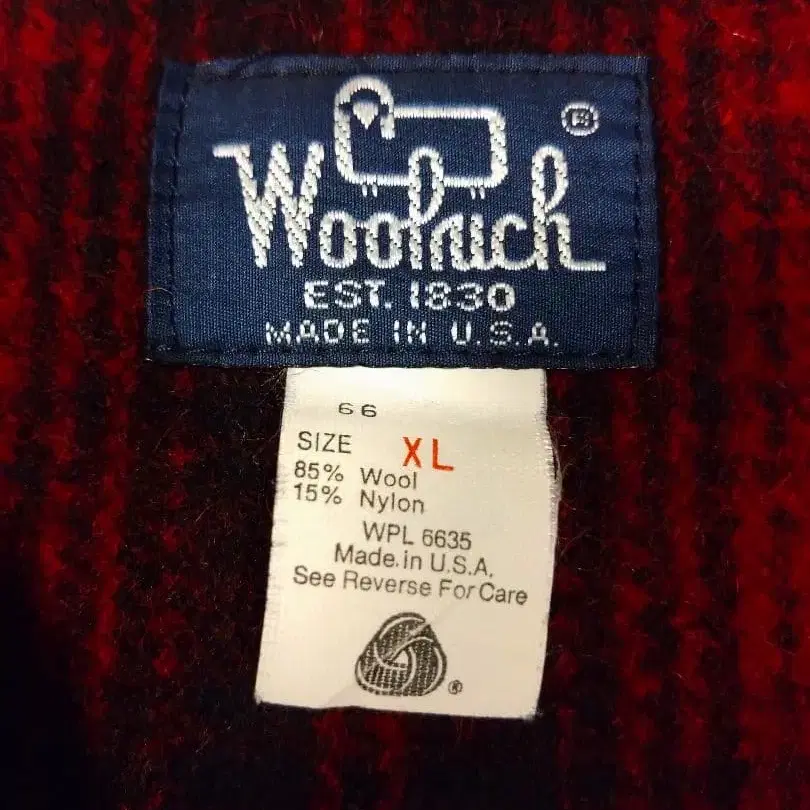 Woolrich
®
EST. 1830
MADE IN U.S.A.
66
SIZE XL
85% Wool
15% Nylon
WPL 6635
Made in U.S.A.
See Reverse For Care
®